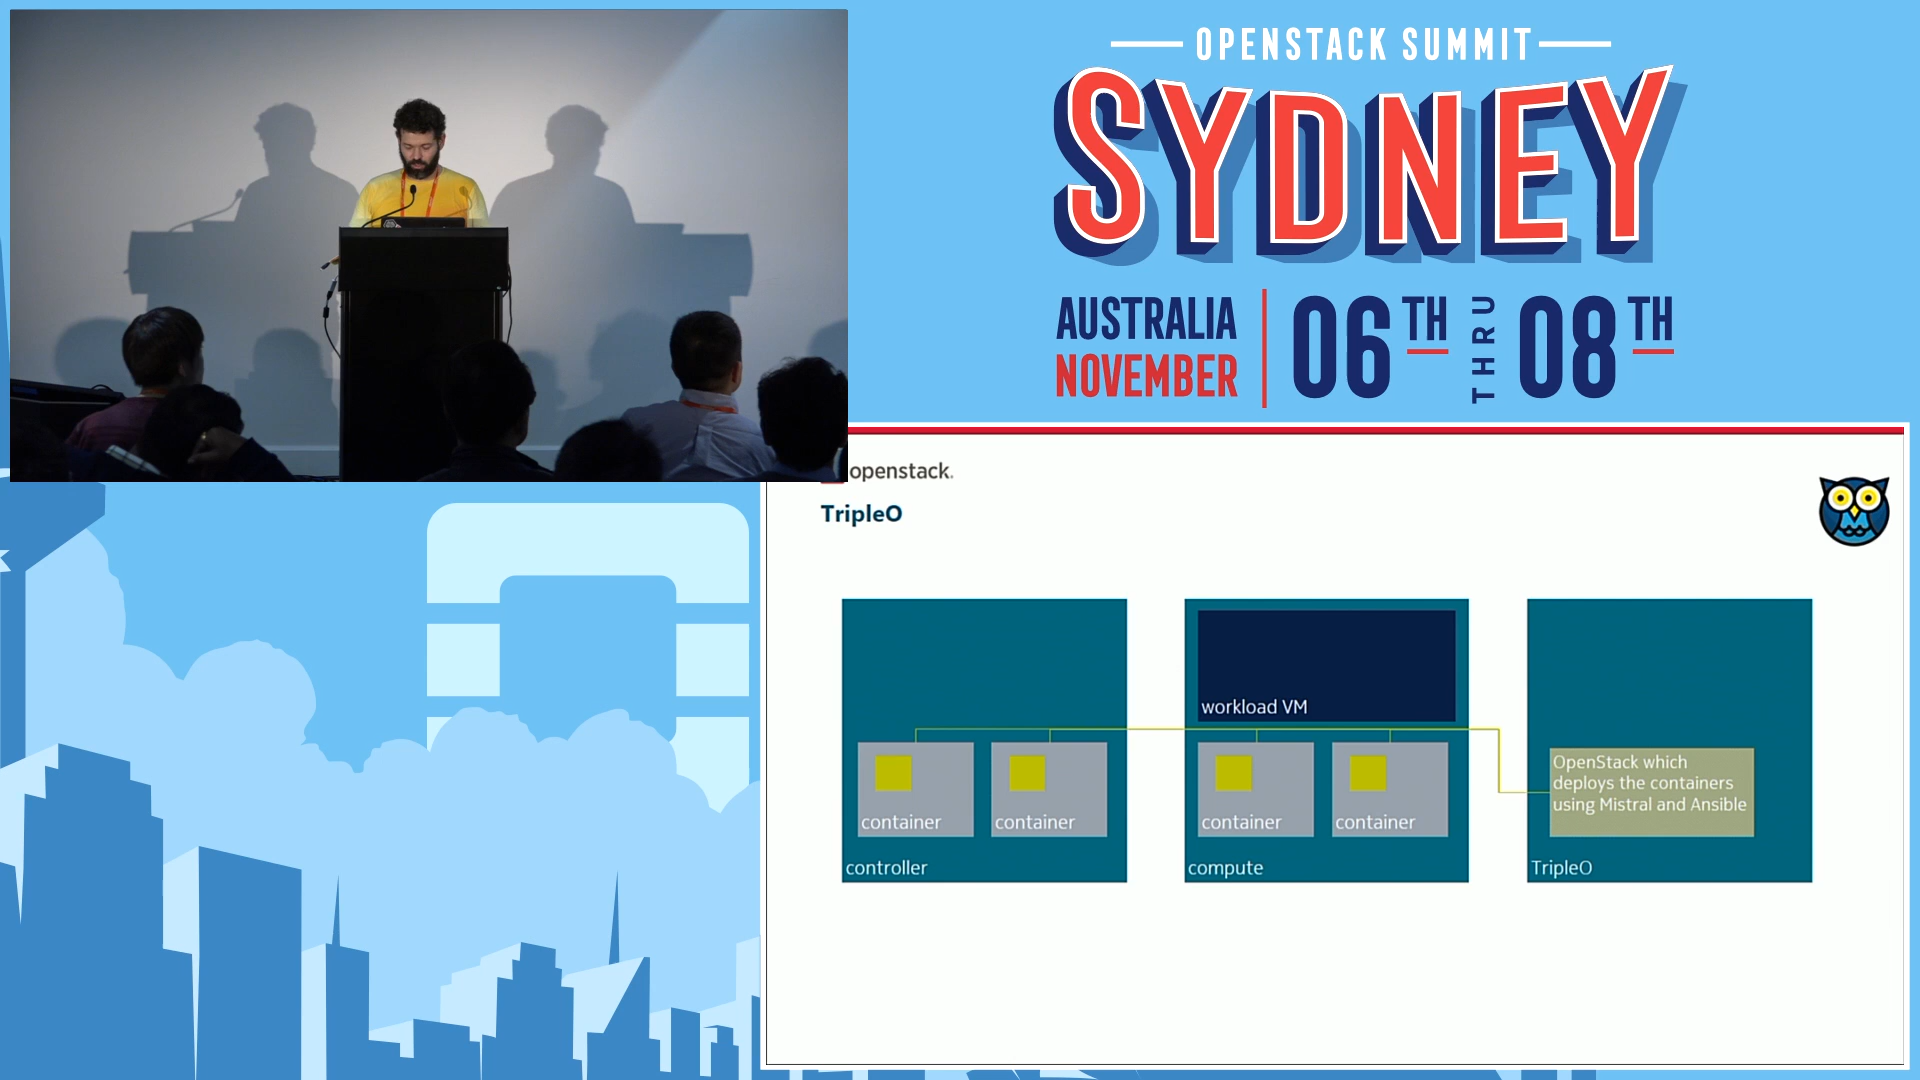 OPENSTACK SUMMIT
SYDNEY
AUSTRALIA
NOVEMBER
06TH THRU 08TH
openstack.
TripleO
workload VM
container
container
container
container
OpenStack which
deploys the containers
using Mistral and Ansible
controller
compute
TripleO